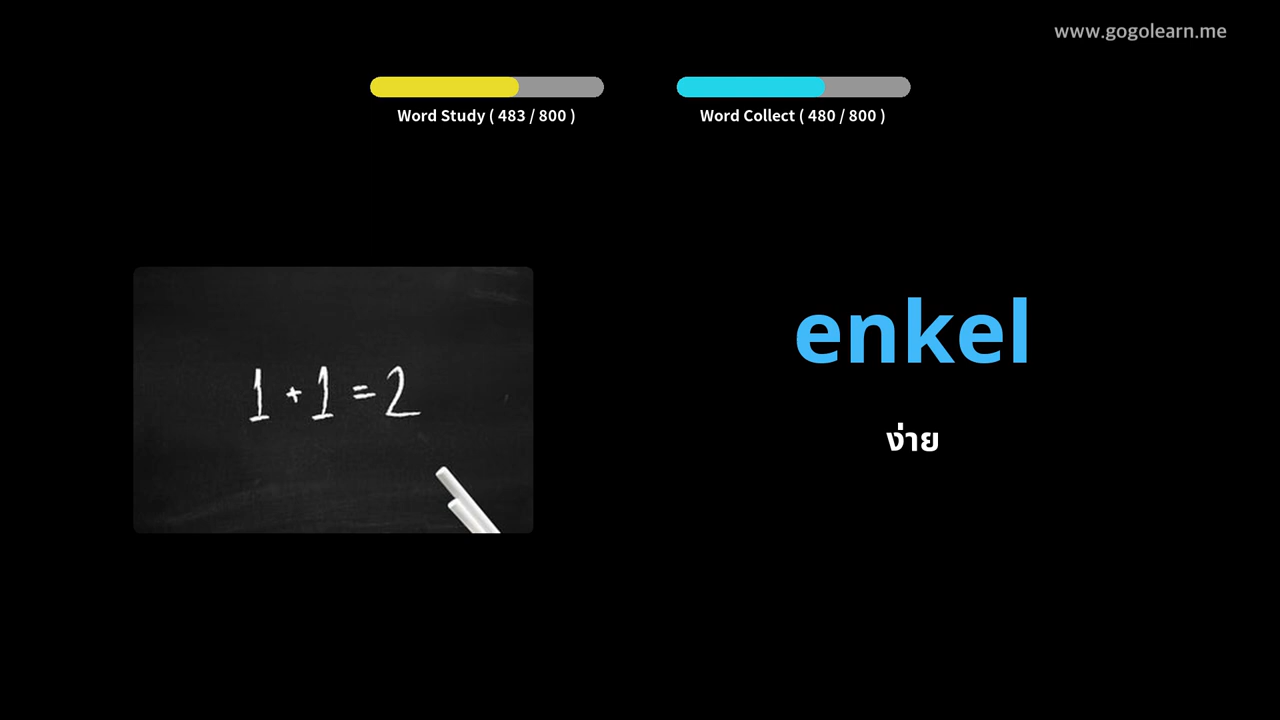 www.gogolearn.me
Word Study ( 483 / 800 )
Word Collect ( 480 / 800 )
1 + 1 = 2
enkel
ง่าย